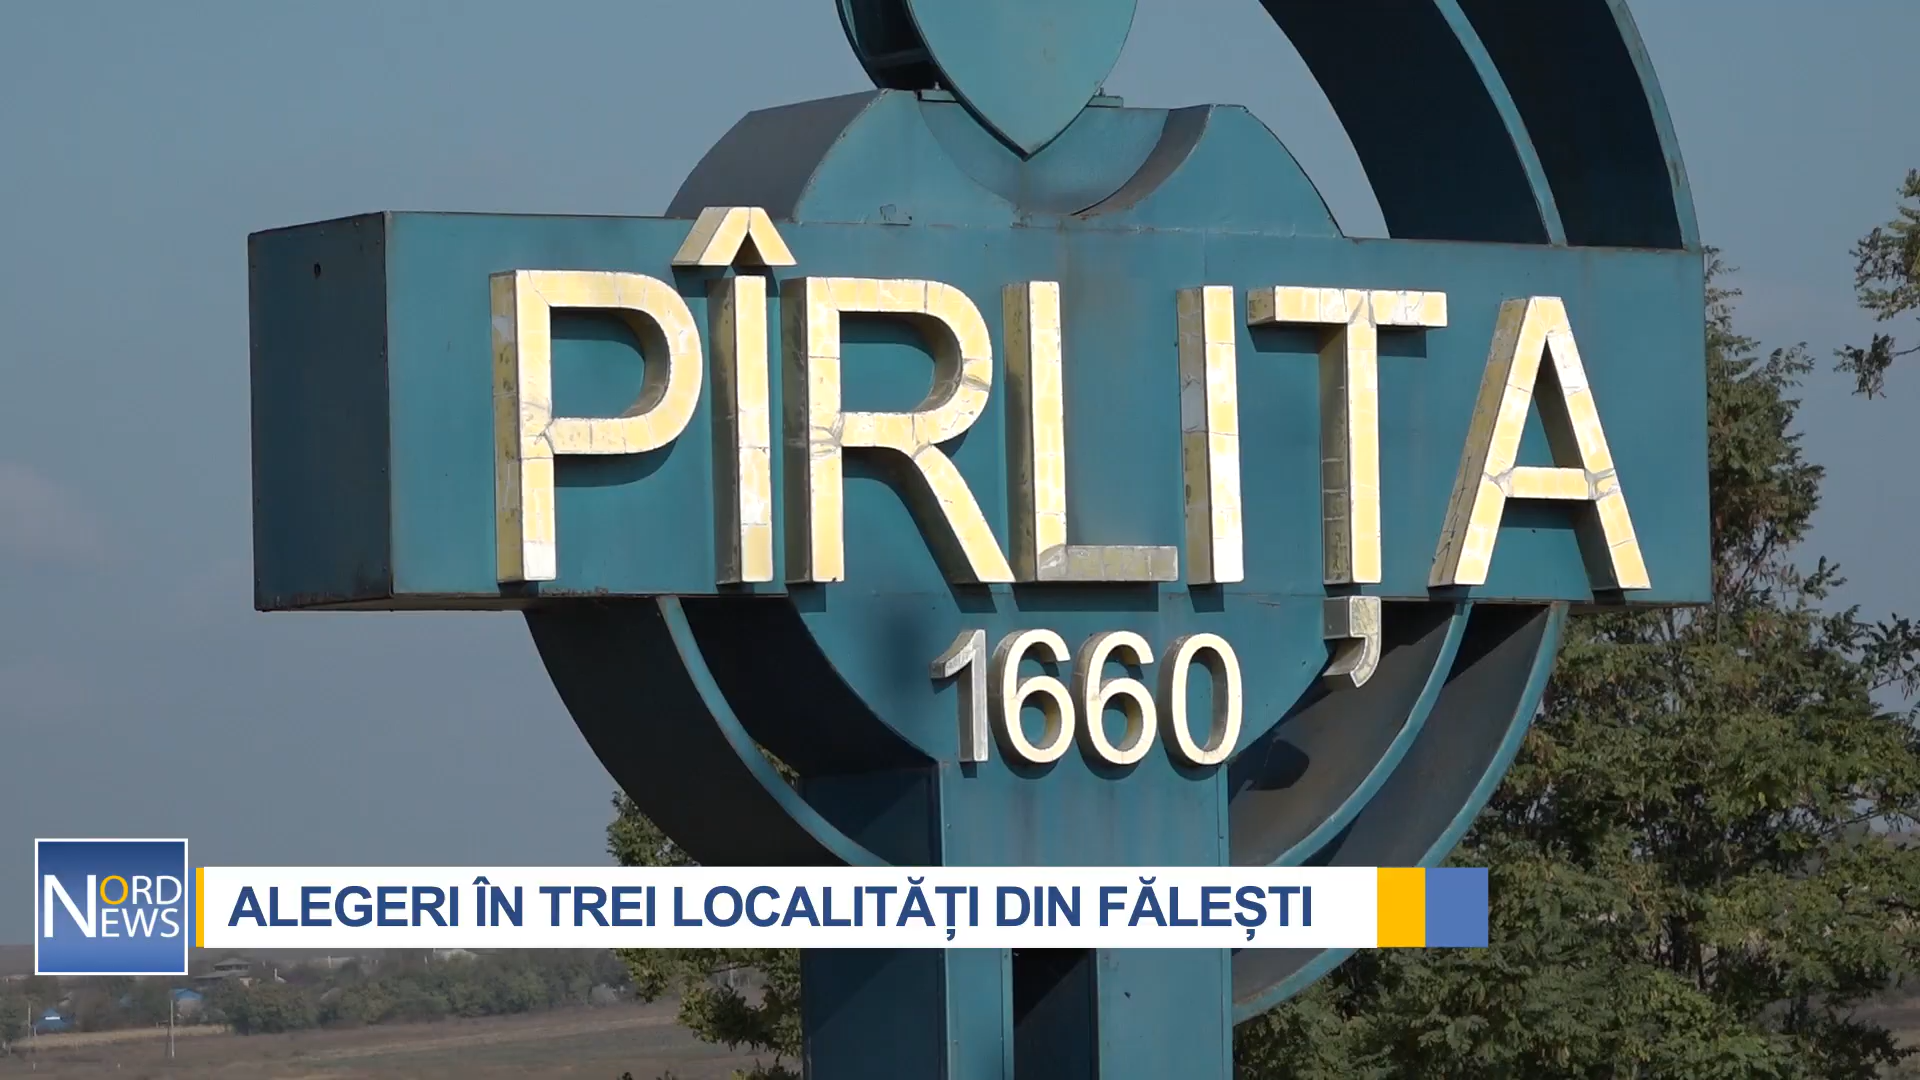 PÎRLIȚA
1660
NORD
NEWS
ALEGERI ÎN TREI LOCALITĂȚI DIN FĂLEȘTI